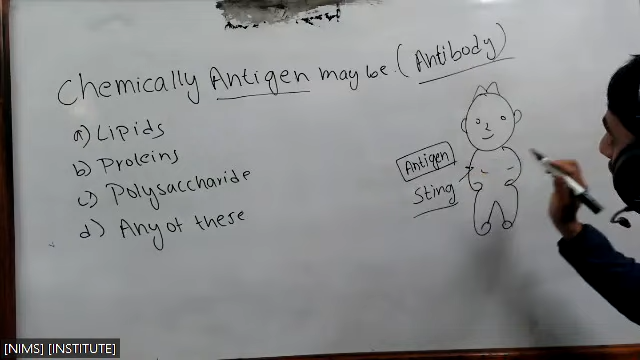 Chemically Antigen may be (Antibody)
a) Lipids
b) Proteins
c) Polysaccharide
d) Any of these
Antigen
Sting
[NIMS] [INSTITUTE]